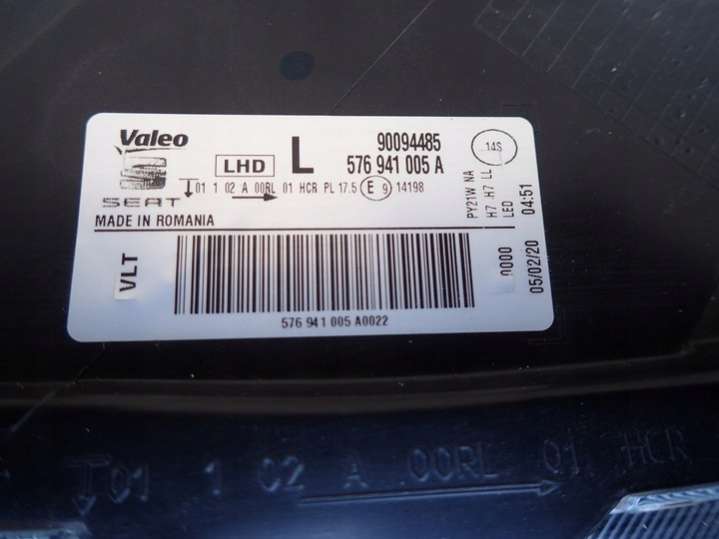 Valeo
LHD
L
90094485
576 941 005 A
14S
SEAT
01 1 02 A 00RL 01 HCR PL 17.5 E 9 14198
MADE IN ROMANIA
VLT
576 941 005 A0022
PY21W NA
H7 H7 LL
LED
04:51
0000
05/02/20
01 1 02 A 00RL 01 HCR